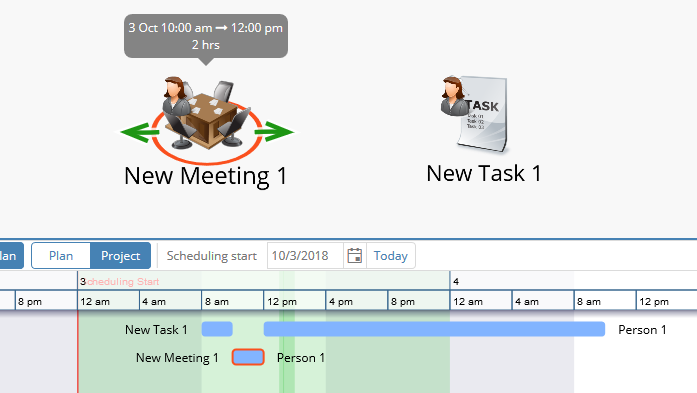 3 Oct 10:00 am ➞ 12:00 pm
2 hrs
TASK
Task 02
Task 03
New Meeting 1
New Task 1
lan
Plan
Project
Scheduling start
10/3/2018
Today
3
cheduling Start
4
8 pm
12 am
4 am
8 am
12 pm
4 pm
8 pm
12 am
4 am
8 am
12 pm
New Task 1
Person 1
New Meeting 1
Person 1